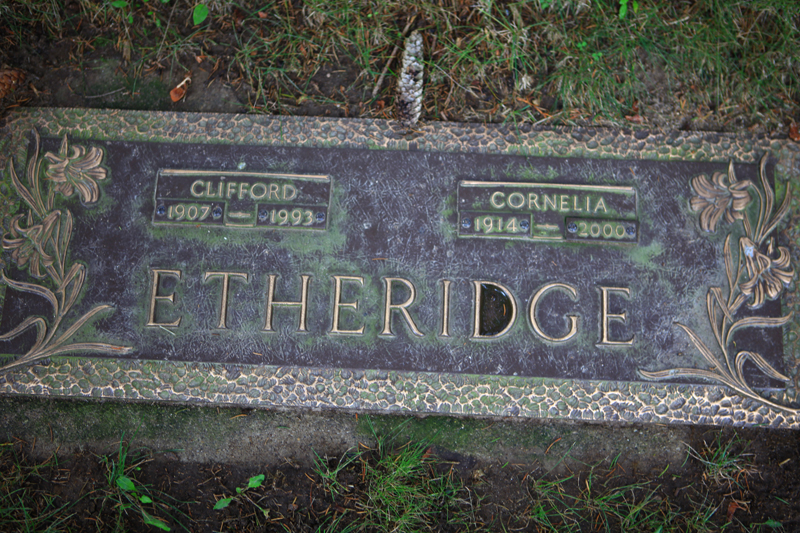 CLIFFORD
1907 - 1993
CORNELIA
1914 - 2000
ETHERIDGE